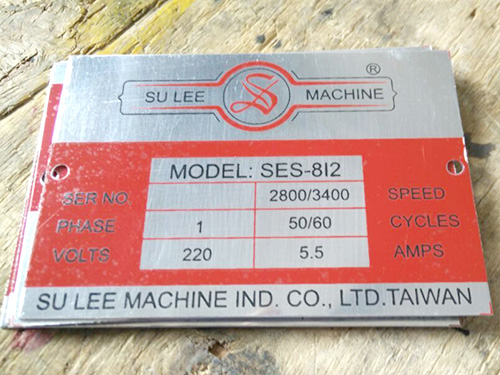 SU LEE S MACHINE ®
MODEL: SES-8I2
SER NO. 2800/3400 SPEED
PHASE 1 50/60 CYCLES
VOLTS 220 5.5 AMPS
SU LEE MACHINE IND. CO., LTD.TAIWAN